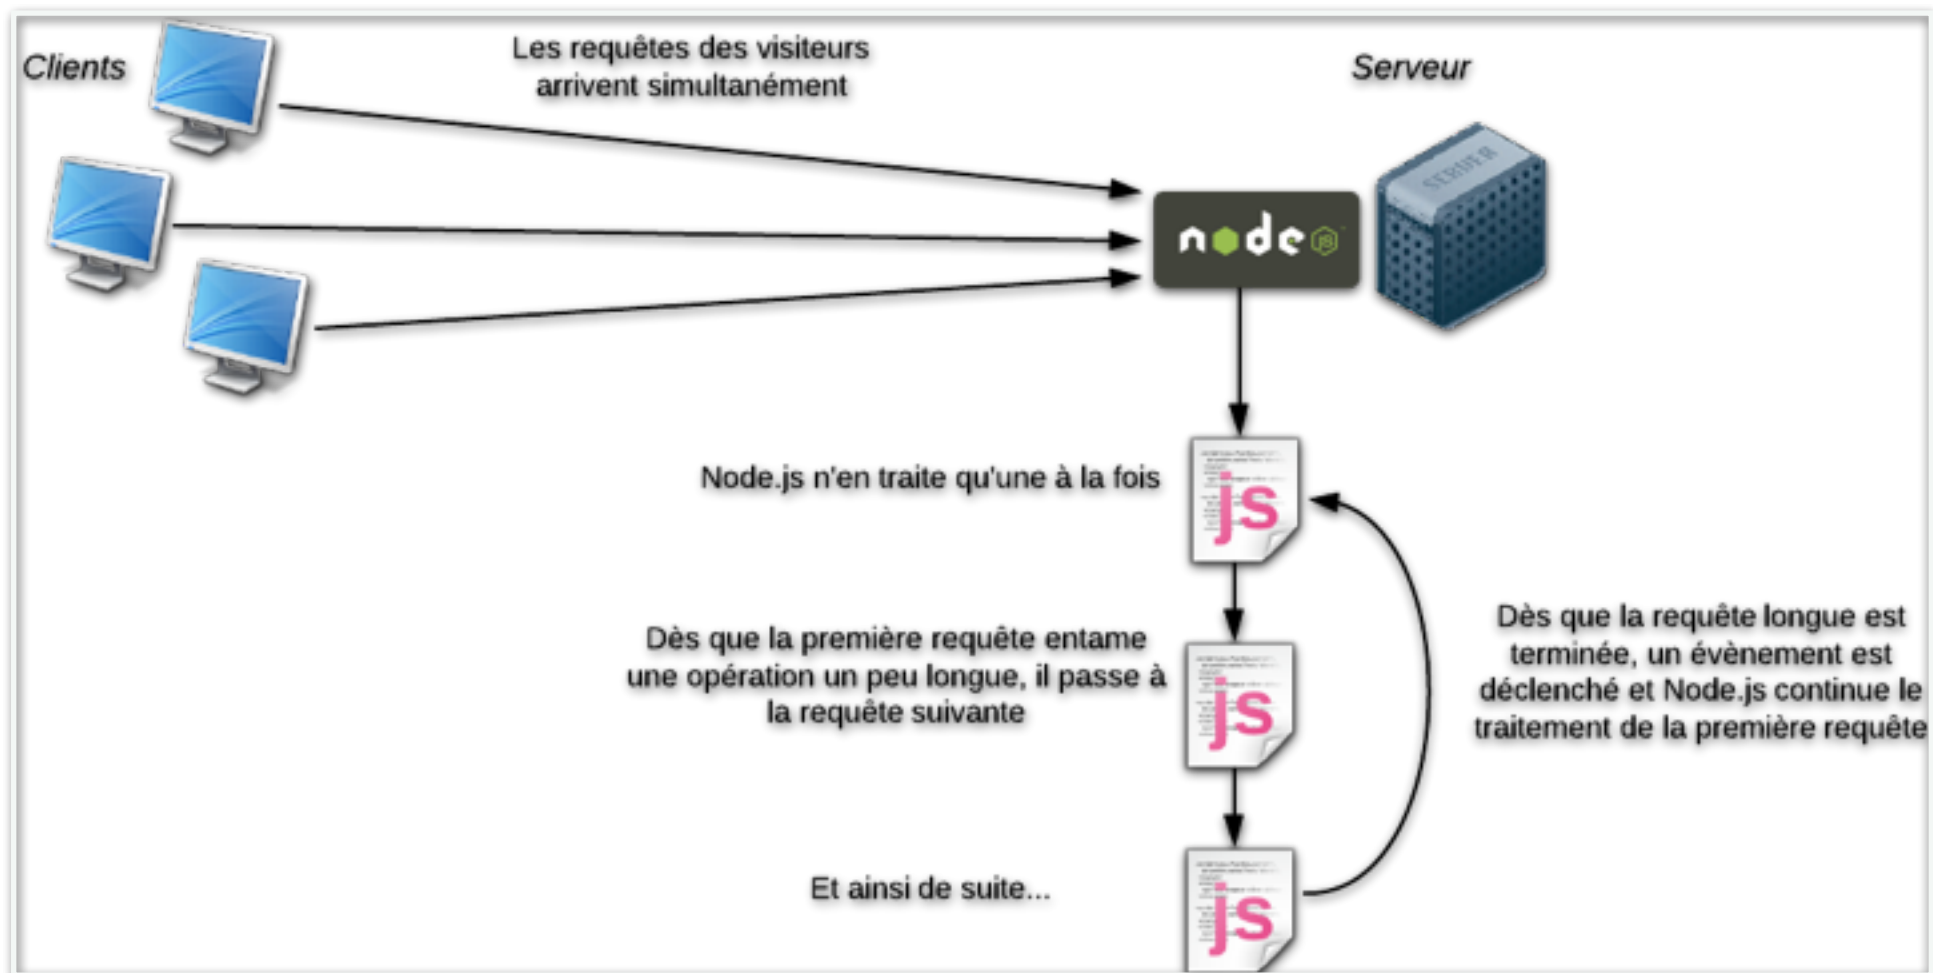 Clients
Les requêtes des visiteurs
arrivent simultanément
Serveur
SERVER
node JS
Node.js n'en traite qu'une à la fois
js
Dès que la première requête entame
une opération un peu longue, il passe à
la requête suivante
js
Dès que la requête longue est
terminée, un évènement est
déclenché et Node.js continue le
traitement de la première requête
Et ainsi de suite...
js